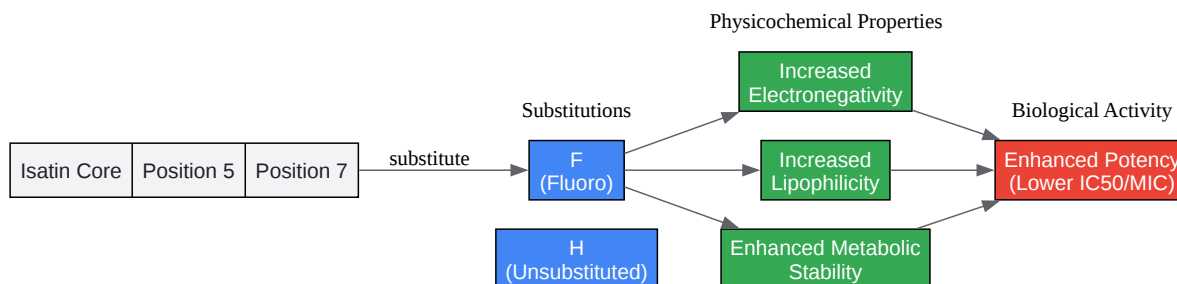 Physicochemical Properties
Increased
Electronegativity
Substitutions
Biological Activity
Isatin Core
Position 5
Position 7
substitute
F
(Fluoro)
Increased
Lipophilicity
Enhanced Potency
(Lower IC50/MIC)
H
(Unsubstituted)
Enhanced Metabolic
Stability